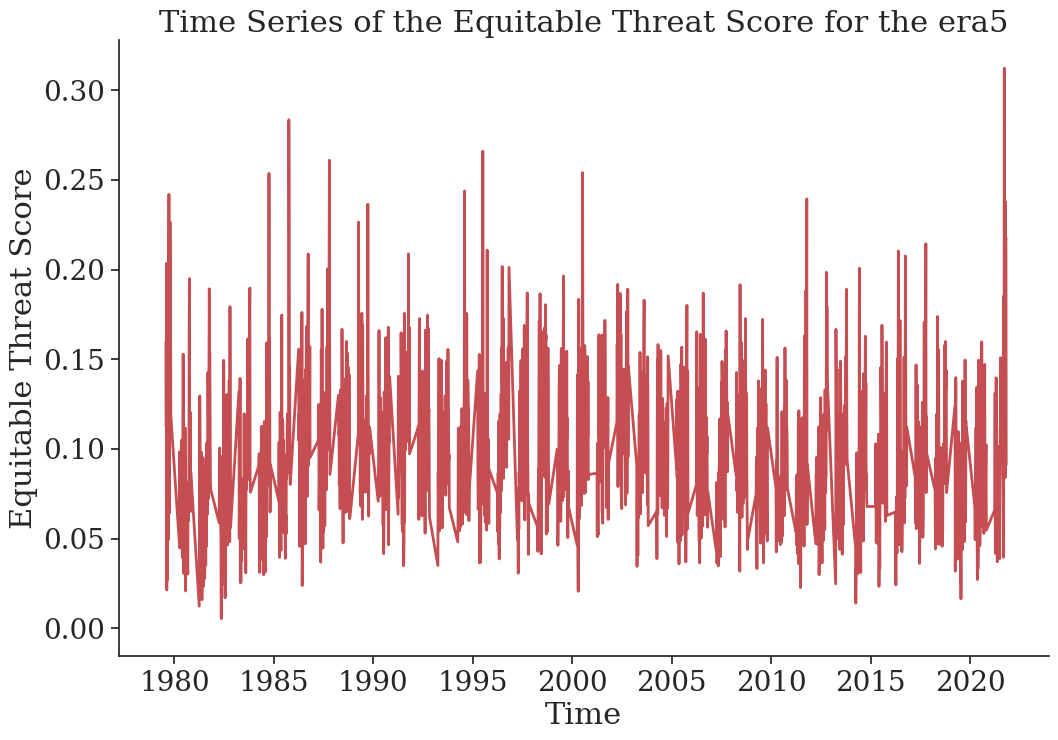 Time Series of the Equitable Threat Score for the era5
Equitable Threat Score
0.30
0.25
0.20
0.15
0.10
0.05
0.00
1980 1985 1990 1995 2000 2005 2010 2015 2020
Time